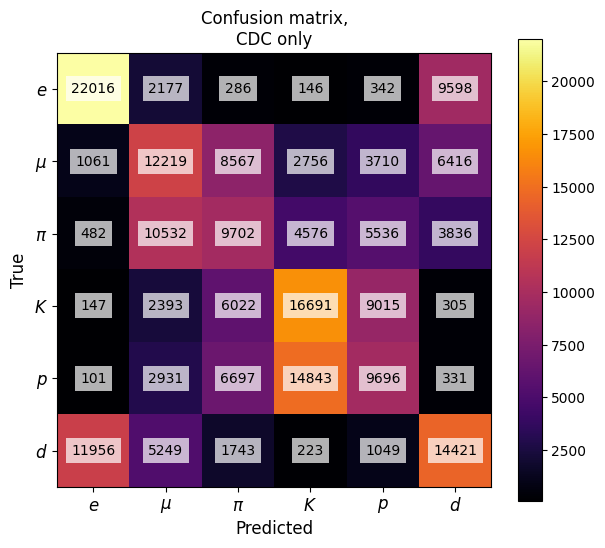 Confusion matrix,
CDC only
True
e 22016 2177 286 146 342 9598
μ 1061 12219 8567 2756 3710 6416
π 482 10532 9702 4576 5536 3836
K 147 2393 6022 16691 9015 305
p 101 2931 6697 14843 9696 331
d 11956 5249 1743 223 1049 14421
e μ π K p d
Predicted
20000
17500
15000
12500
10000
7500
5000
2500